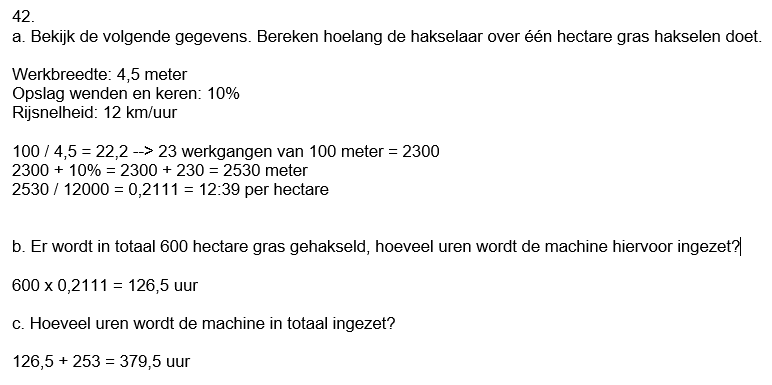 42.
a. Bekijk de volgende gegevens. Bereken hoelang de hakselaar over één hectare gras hakselen doet.
Werkbreedte: 4,5 meter
Opslag wenden en keren: 10%
Rijsnelheid: 12 km/uur
100 / 4,5 = 22,2 --> 23 werkgangen van 100 meter = 2300
2300 + 10% = 2300 + 230 = 2530 meter
2530 / 12000 = 0,2111 = 12:39 per hectare
b. Er wordt in totaal 600 hectare gras gehakseld, hoeveel uren wordt de machine hiervoor ingezet?
600 x 0,2111 = 126,5 uur
c. Hoeveel uren wordt de machine in totaal ingezet?
126,5 + 253 = 379,5 uur